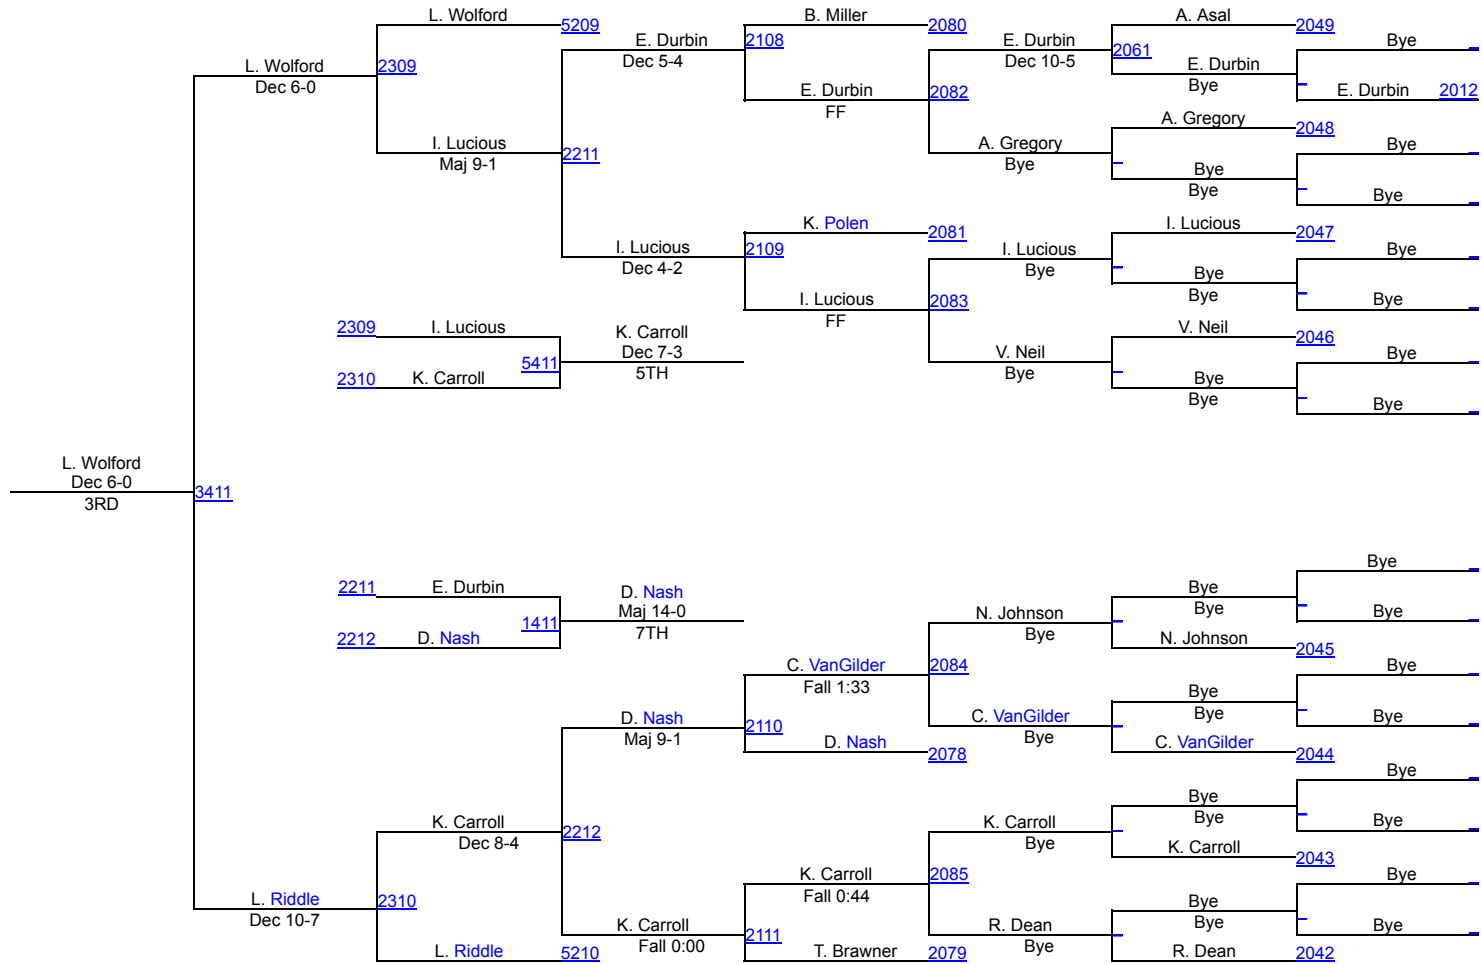 L. Wolford 5209
B. Miller 2080
A. Asal 2049
E. Durbin 2108
E. Durbin 2061
Bye
Dec 5-4
Dec 10-5
L. Wolford 2309
E. Durbin
Dec 6-0
Bye
E. Durbin 2082
E. Durbin 2012
FF
A. Gregory 2048
I. Lucious 2211
A. Gregory
Bye
Maj 9-1
Bye
Bye
Bye
Bye
K. Polen 2081
I. Lucious 2047
I. Lucious 2109
I. Lucious
Bye
Dec 4-2
Bye
Bye
Bye
I. Lucious 2083
Bye
FF
2309 I. Lucious
K. Carroll
V. Neil 2046
Dec 7-3
V. Neil
Bye
5411
5TH
Bye
2310 K. Carroll
Bye
Bye
Bye
L. Wolford
Dec 6-0
3411
3RD
Bye
2211 E. Durbin
D. Nash
Bye
Maj 14-0
N. Johnson
Bye
Bye
1411
7TH
Bye
2212 D. Nash
N. Johnson 2045
C. VanGilder 2084
Bye
Fall 1:33
Bye
D. Nash 2110
C. VanGilder
Bye
Bye
Maj 9-1
Bye
D. Nash 2078
C. VanGilder 2044
Bye
Bye
K. Carroll 2212
K. Carroll
Bye
Bye
Dec 8-4
Bye
K. Carroll 2043
K. Carroll 2085
Bye
Fall 0:44
L. Riddle 2310
Bye
Dec 10-7
K. Carroll 2111
R. Dean
Bye
Bye
Fall 0:00
Bye
L. Riddle 5210
T. Brawner 2079
R. Dean 2042